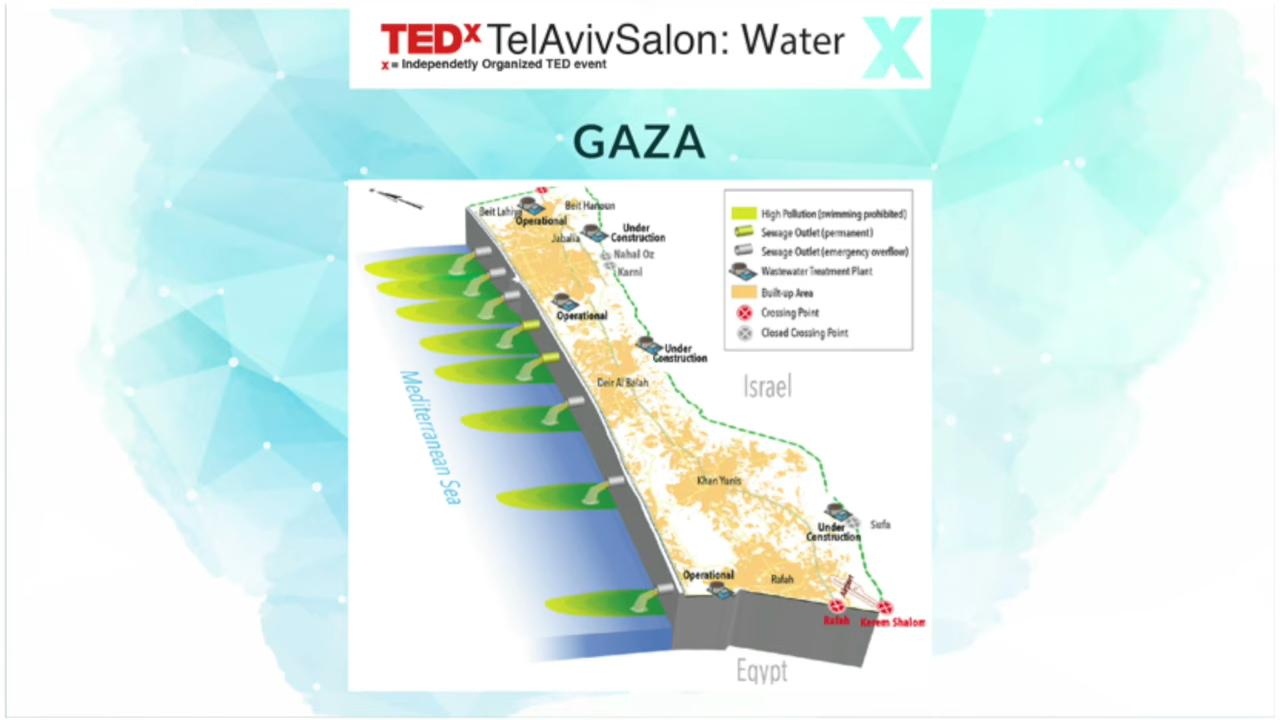 TEDx TelAvivSalon: Water X
x = Independetly Organized TED event
GAZA
Beit Lahiya
Operational
Beit Hanoun
Jabalia
Under
Construction
Nahal Oz
Karni
Operational
Under
Construction
Deir Al Balah
Khan Yunis
Under
Construction
Sufa
Operational
Rafah
Airport
Rafah
Kerem Shalom
Mediterranean Sea
Israel
Egypt
High Pollution (swimming prohibited)
Sewage Outlet (permanent)
Sewage Outlet (emergency overflow)
Wastewater Treatment Plant
Built-up Area
Crossing Point
Closed Crossing Point